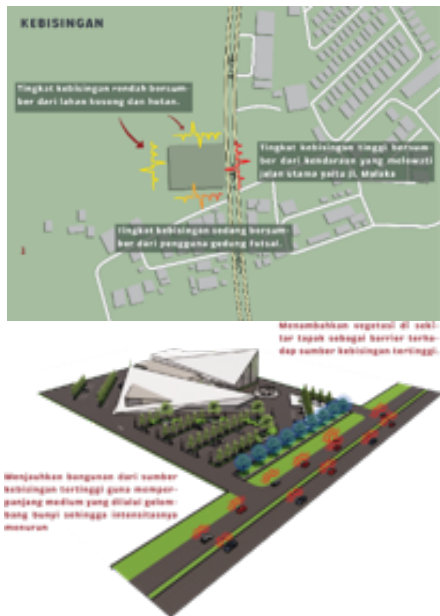 KEBISINGAN
Tingkat kebisingan rendah bersum-
ber dari lahan kosong dan hutan.
Tingkat kebisingan tinggi bersum-
ber dari kendaraan yang melewati
jalan utama yaitu Jl. Malaka
Tingkat kebisingan sedang bersum-
ber dari pengguna gedung futsal.
Menambahkan vegetasi di seki-
tar tapak sebagai barrier terha-
dap sumber kebisingan tertinggi.
Menjauhkan bangunan dari sumber
kebisingan tertinggi guna memper-
panjang medium yang dilalui gelom-
bang bunyi sehingga intensitasnya
menurun